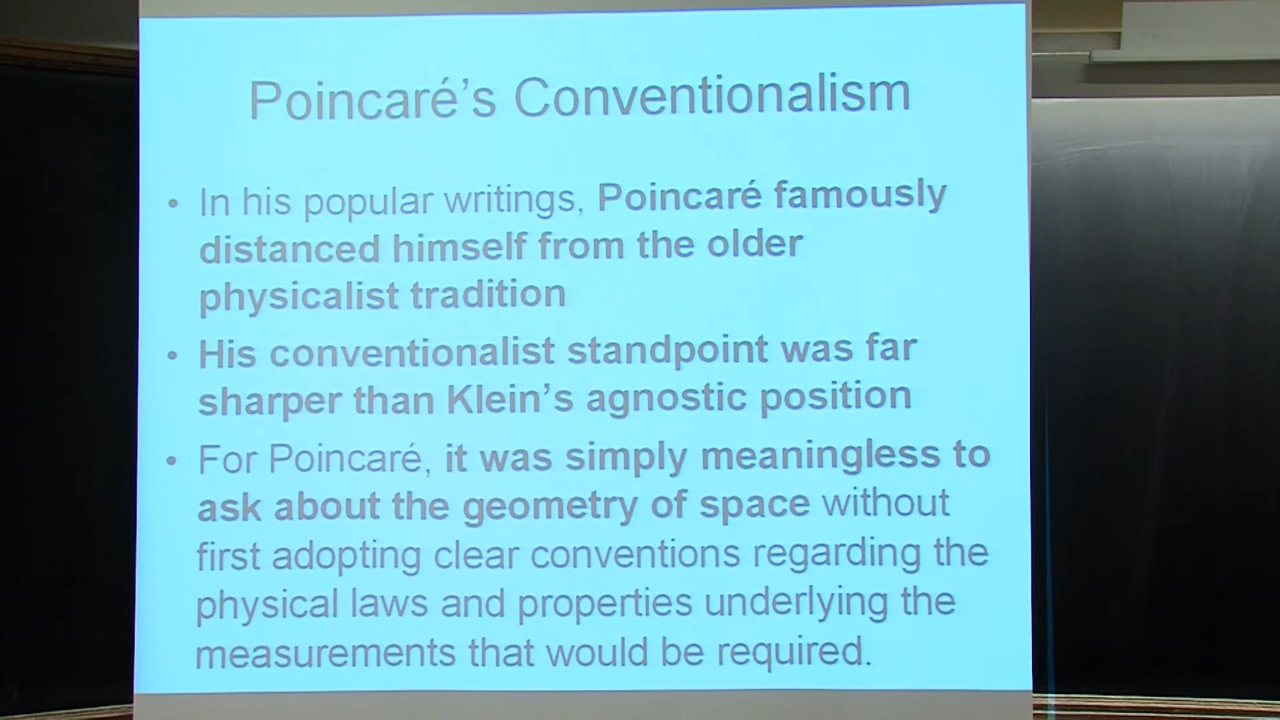 Poincaré's Conventionalism
• In his popular writings, Poincaré famously
distanced himself from the older
physicalist tradition
• His conventionalist standpoint was far
sharper than Klein's agnostic position
• For Poincaré, it was simply meaningless to
ask about the geometry of space without
first adopting clear conventions regarding the
physical laws and properties underlying the
measurements that would be required.